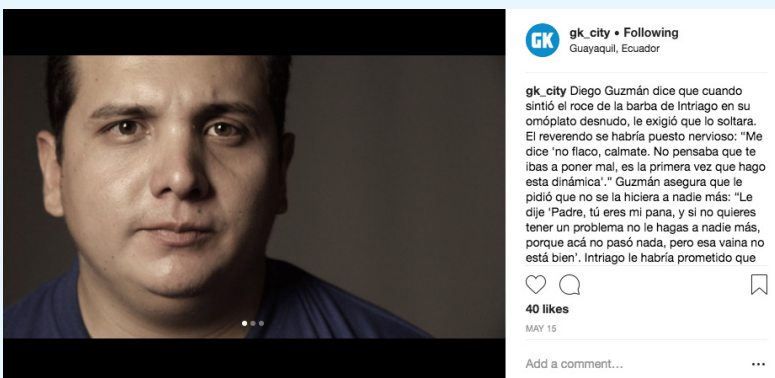 GK
gk_city • Following
Guayaquil, Ecuador
gk_city Diego Guzmán dice que cuando
sintió el roce de la barba de Intriago en su
omóplato desnudo, le exigió que lo soltara.
El reverendo se habría puesto nervioso: "Me
dice 'no flaco, calmate. No pensaba que te
ibas a poner mal, es la primera vez que hago
esta dinámica'." Guzmán asegura que le
pidió que no se la hiciera a nadie más: "Le
dije 'Padre, tú eres mi pana, y si no quieres
tener un problema no le hagas a nadie más,
porque acá no pasó nada, pero esa vaina no
está bien'. Intriago le habría prometido que
40 likes
MAY 15
Add a comment...